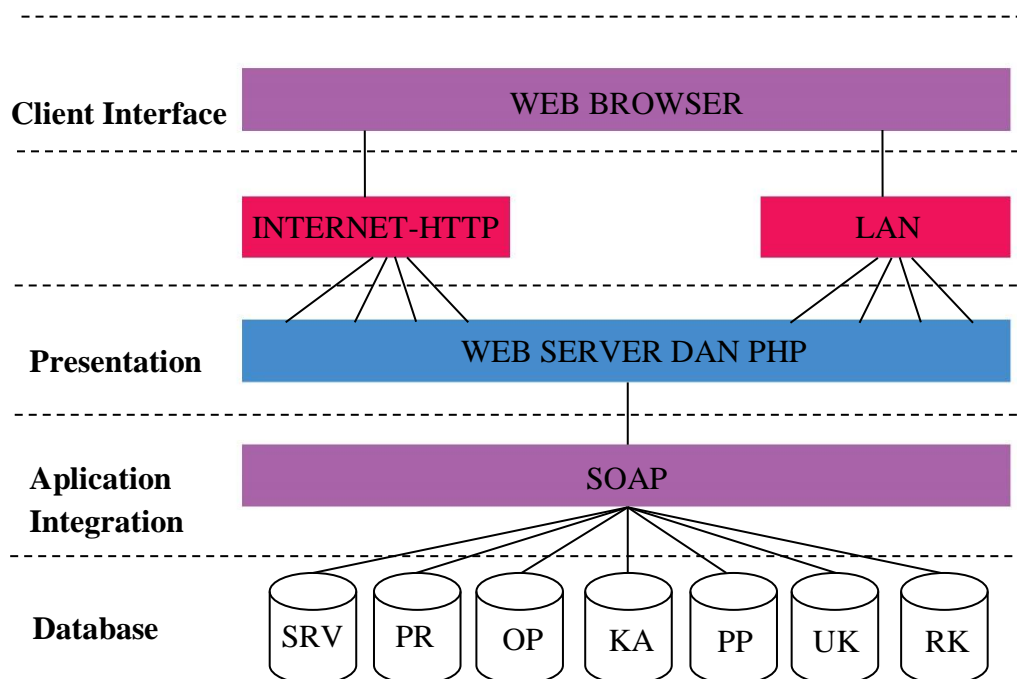 Client Interface
WEB BROWSER
INTERNET-HTTP
LAN
Presentation
WEB SERVER DAN PHP
Aplication
Integration
SOAP
Database
SRV
PR
OP
KA
PP
UK
RK